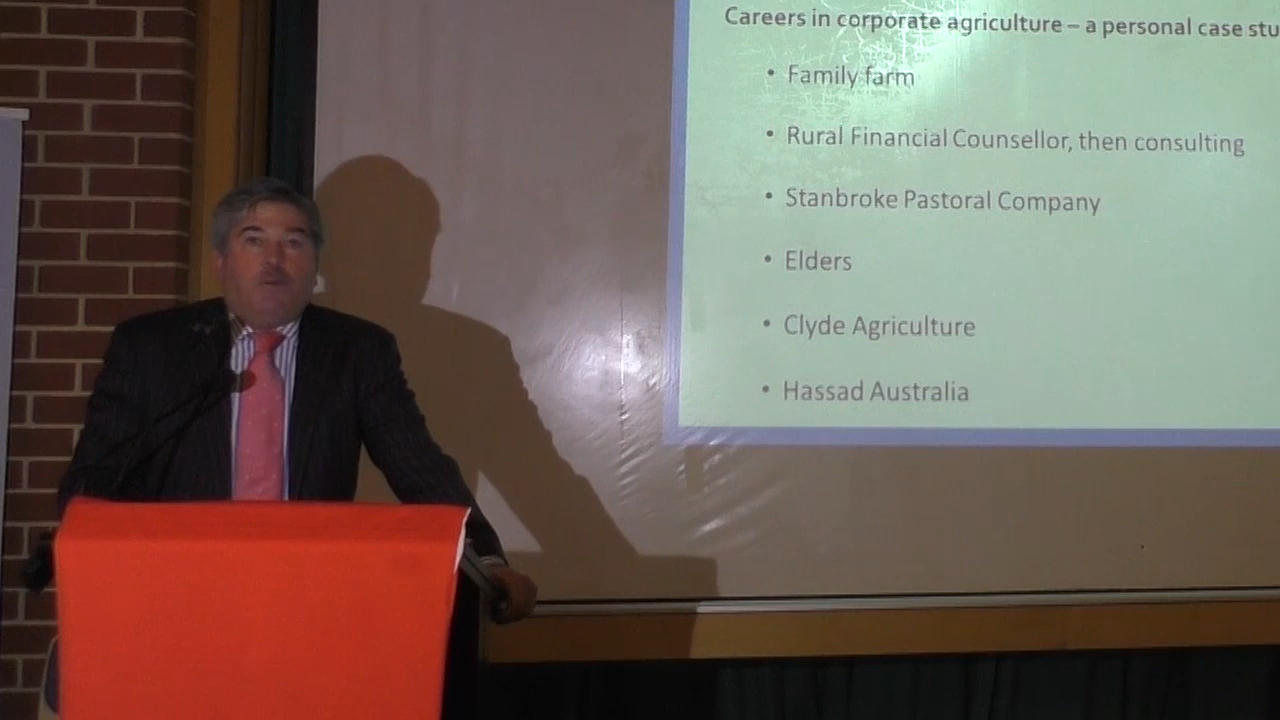 Careers in corporate agriculture – a personal case stu
• Family farm
• Rural Financial Counsellor, then consulting
• Stanbroke Pastoral Company
• Elders
• Clyde Agriculture
• Hassad Australia